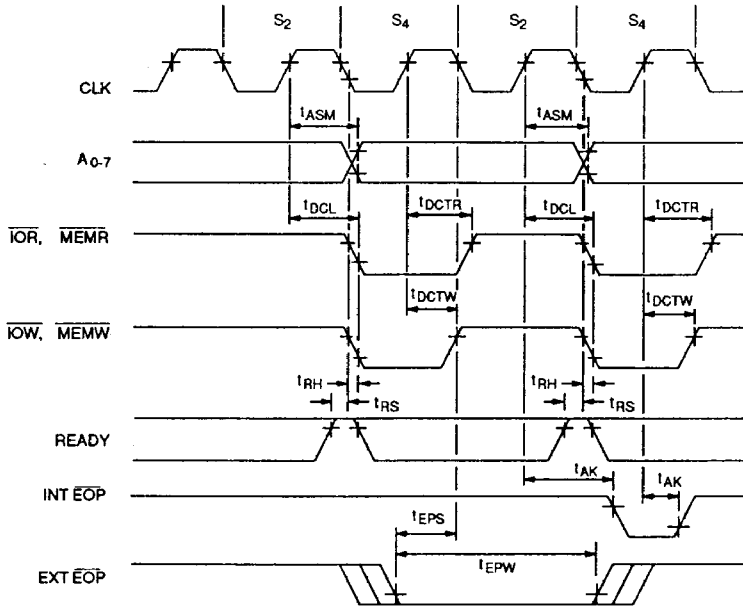 S2 S4 S2 S4
CLK
tASM tASM
A0-7
tDCL tDCTR tDCL tDCTR
IOR, MEMR
tDCTW tDCTW
IOW, MEMW
tRH tRS tRH tRS
READY
tAK tAK
INT EOP
tEPS
tEPW
EXT EOP